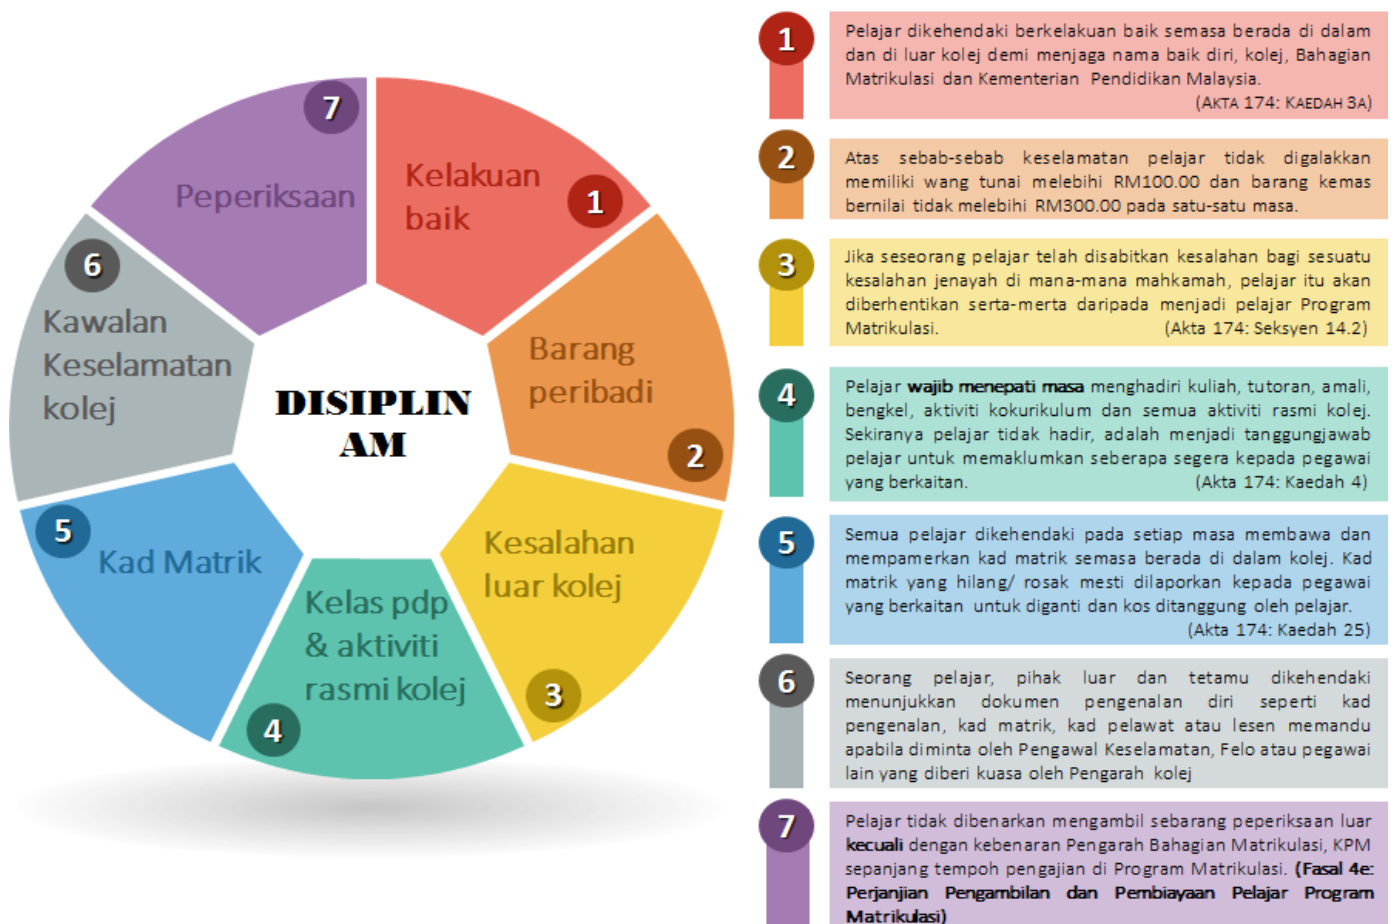 7
Peperiksaan
Kelakuan
baik
1
6
Kawalan
Keselamatan
kolej
Barang
peribadi
2
DISIPLIN
AM
5
Kad Matrik
Kesalahan
luar kolej
3
Kelas pdp
& aktiviti
rasmi kolej
4
1
Pelajar dikehendaki berkelakuan baik semasa berada di dalam
dan di luar kolej demi menjaga nama baik diri, kolej, Bahagian
Matrikulasi dan Kementerian Pendidikan Malaysia.
(AKTA 174: KAEDAH 3A)
2
Atas sebab-sebab keselamatan pelajar tidak digalakkan
memiliki wang tunai melebihi RM100.00 dan barang kemas
bernilai tidak melebihi RM300.00 pada satu-satu masa.
3
Jika seseorang pelajar telah disabitkan kesalahan bagi sesuatu
kesalahan jenayah di mana-mana mahkamah, pelajar itu akan
diberhentikan serta-merta daripada menjadi pelajar Program
Matrikulasi. (Akta 174: Seksyen 14.2)
4
Pelajar wajib menepati masa menghadiri kuliah, tutoran, amali,
bengkel, aktiviti kokurikulum dan semua aktiviti rasmi kolej.
Sekiranya pelajar tidak hadir, adalah menjadi tanggungjawab
pelajar untuk memaklumkan seberapa segera kepada pegawai
yang berkaitan. (Akta 174: Kaedah 4)
5
Semua pelajar dikehendaki pada setiap masa membawa dan
mempamerkan kad matrik semasa berada di dalam kolej. Kad
matrik yang hilang/ rosak mesti dilaporkan kepada pegawai
yang berkaitan untuk diganti dan kos ditanggung oleh pelajar.
(Akta 174: Kaedah 25)
6
Seorang pelajar, pihak luar dan tetamu dikehendaki
menunjukkan dokumen pengenalan diri seperti kad
pengenalan, kad matrik, kad pelawat atau lesen memandu
apabila diminta oleh Pengawal Keselamatan, Felo atau pegawai
lain yang diberi kuasa oleh Pengarah kolej
7
Pelajar tidak dibenarkan mengambil sebarang peperiksaan luar
kecuali dengan kebenaran Pengarah Bahagian Matrikulasi, KPM
sepanjang tempoh pengajian di Program Matrikulasi. (Fasal 4e:
Perjanjian Pengambilan dan Pembiayaan Pelajar Program
Matrikulasi)